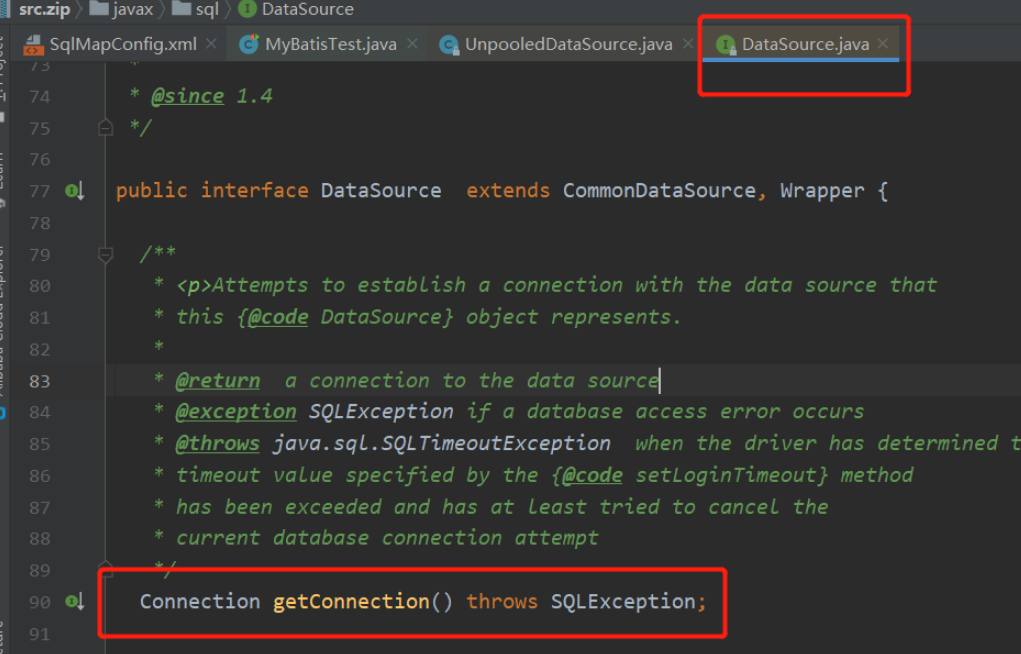 src.zip javax sql DataSource
SqlMapConfig.xml MyBatisTest.java UnpooledDataSource.java DataSource.java
73 *
74 * @since 1.4
75 */
76
77 public interface DataSource  extends CommonDataSource, Wrapper {
78
79 /**
80 * <p>Attempts to establish a connection with the data source that
81 * this {@code DataSource} object represents.
82 *
83 * @return  a connection to the data source
84 * @exception SQLException if a database access error occurs
85 * @throws java.sql.SQLTimeoutException  when the driver has determined t
86 * timeout value specified by the {@code setLoginTimeout} method
87 * has been exceeded and has at least tried to cancel the
88 * current database connection attempt
89 */
90 Connection getConnection() throws SQLException;
91